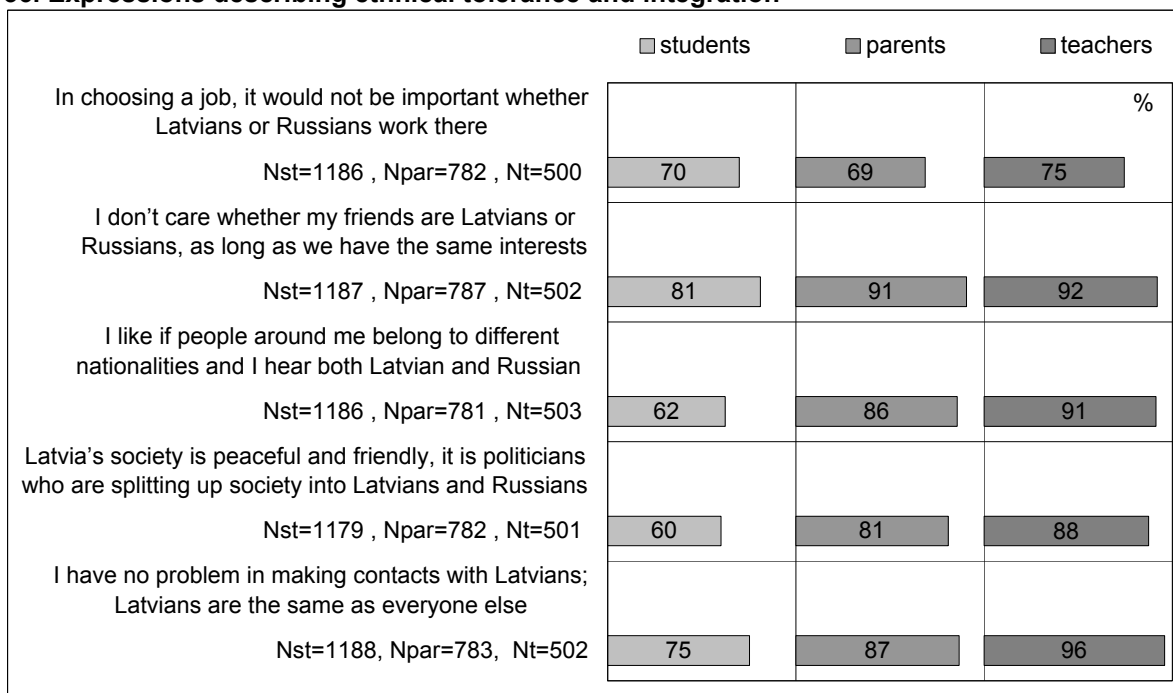 students parents teachers
%
In choosing a job, it would not be important whether
Latvians or Russians work there
Nst=1186 , Npar=782 , Nt=500 70 69 75
I don’t care whether my friends are Latvians or
Russians, as long as we have the same interests
Nst=1187 , Npar=787 , Nt=502 81 91 92
I like if people around me belong to different
nationalities and I hear both Latvian and Russian
Nst=1186 , Npar=781 , Nt=503 62 86 91
Latvia’s society is peaceful and friendly, it is politicians
who are splitting up society into Latvians and Russians
Nst=1179 , Npar=782 , Nt=501 60 81 88
I have no problem in making contacts with Latvians;
Latvians are the same as everyone else
Nst=1188, Npar=783, Nt=502 75 87 96